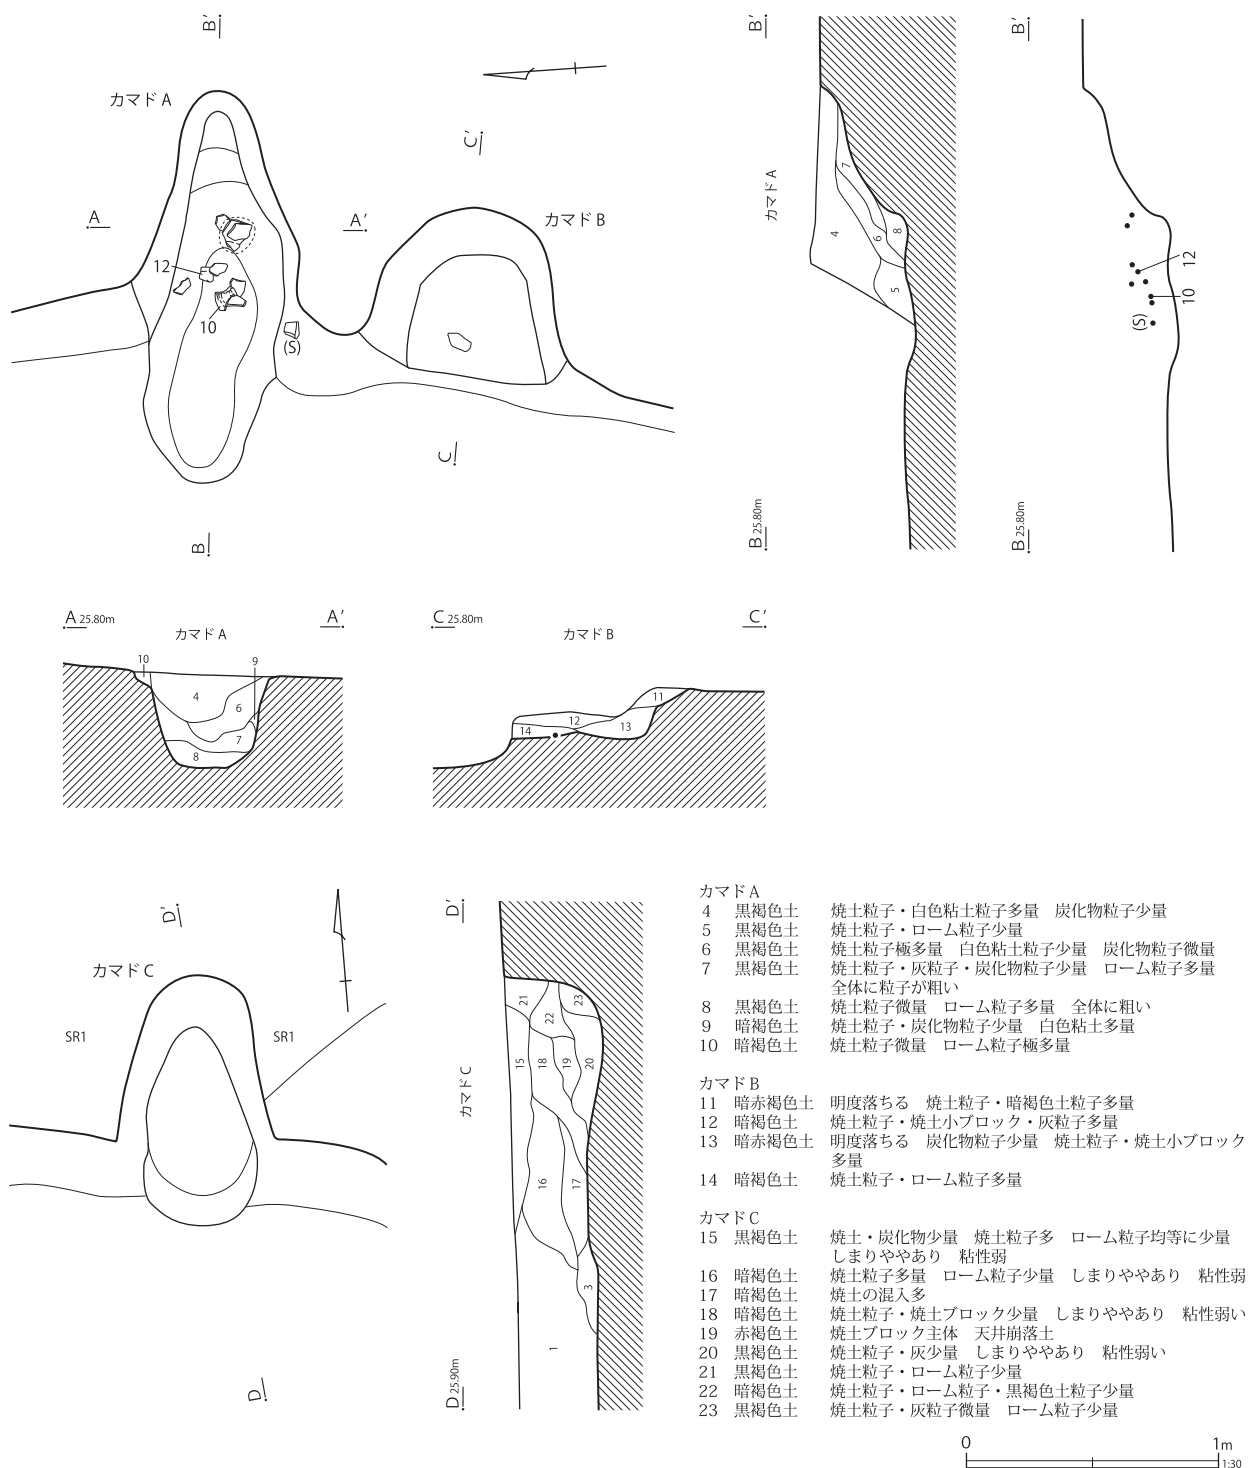 B'
カマド A
C'
A
A'
カマド B
12
10
(S)
C
B
B'
カマド A
4
7
6
8
5
B 25.80m
B'
12
10
(S)
B 25.80m
A 25.80m
A'
カマド A
10
9
4
6
7
8
C 25.80m
C'
カマド B
11
12
13
14
D'
カマド C
SR1
SR1
D
D'
カマド C
21
23
22
15
18
19
20
16
17
3
1
D 25.90m
カマドA
4 黒褐色土 焼土粒子・白色粘土粒子多量 炭化物粒子少量
5 黒褐色土 焼土粒子・ローム粒子少量
6 黒褐色土 焼土粒子極多量 白色粘土粒子少量 炭化物粒子微量
7 黒褐色土 焼土粒子・灰粒子・炭化物粒子少量 ローム粒子多量
全体に粒子が粗い
8 黒褐色土 焼土粒子微量 ローム粒子多量 全体に粗い
9 暗褐色土 焼土粒子・炭化物粒子少量 白色粘土多量
10 暗褐色土 焼土粒子微量 ローム粒子極多量
カマドB
11 暗赤褐色土 明度落ちる 焼土粒子・暗褐色土粒子多量
12 暗褐色土 焼土粒子・焼土小ブロック・灰粒子多量
13 暗赤褐色土 明度落ちる 炭化物粒子少量 焼土粒子・焼土小ブロック
多量
14 暗褐色土 焼土粒子・ローム粒子多量
カマドC
15 黒褐色土 焼土・炭化物少量 焼土粒子多 ローム粒子均等に少量
しまりややあり 粘性弱
16 暗褐色土 焼土粒子多量 ローム粒子少量 しまりややあり 粘性弱
17 暗褐色土 焼土の混入多
18 暗褐色土 焼土粒子・焼土ブロック少量 しまりややあり 粘性弱い
19 赤褐色土 焼土ブロック主体 天井崩落土
20 黒褐色土 焼土粒子・灰少量 しまりややあり 粘性弱い
21 黒褐色土 焼土粒子・ローム粒子少量
22 暗褐色土 焼土粒子・ローム粒子・黒褐色土粒子少量
23 黒褐色土 焼土粒子・灰粒子微量 ローム粒子少量
0 1m
1:30